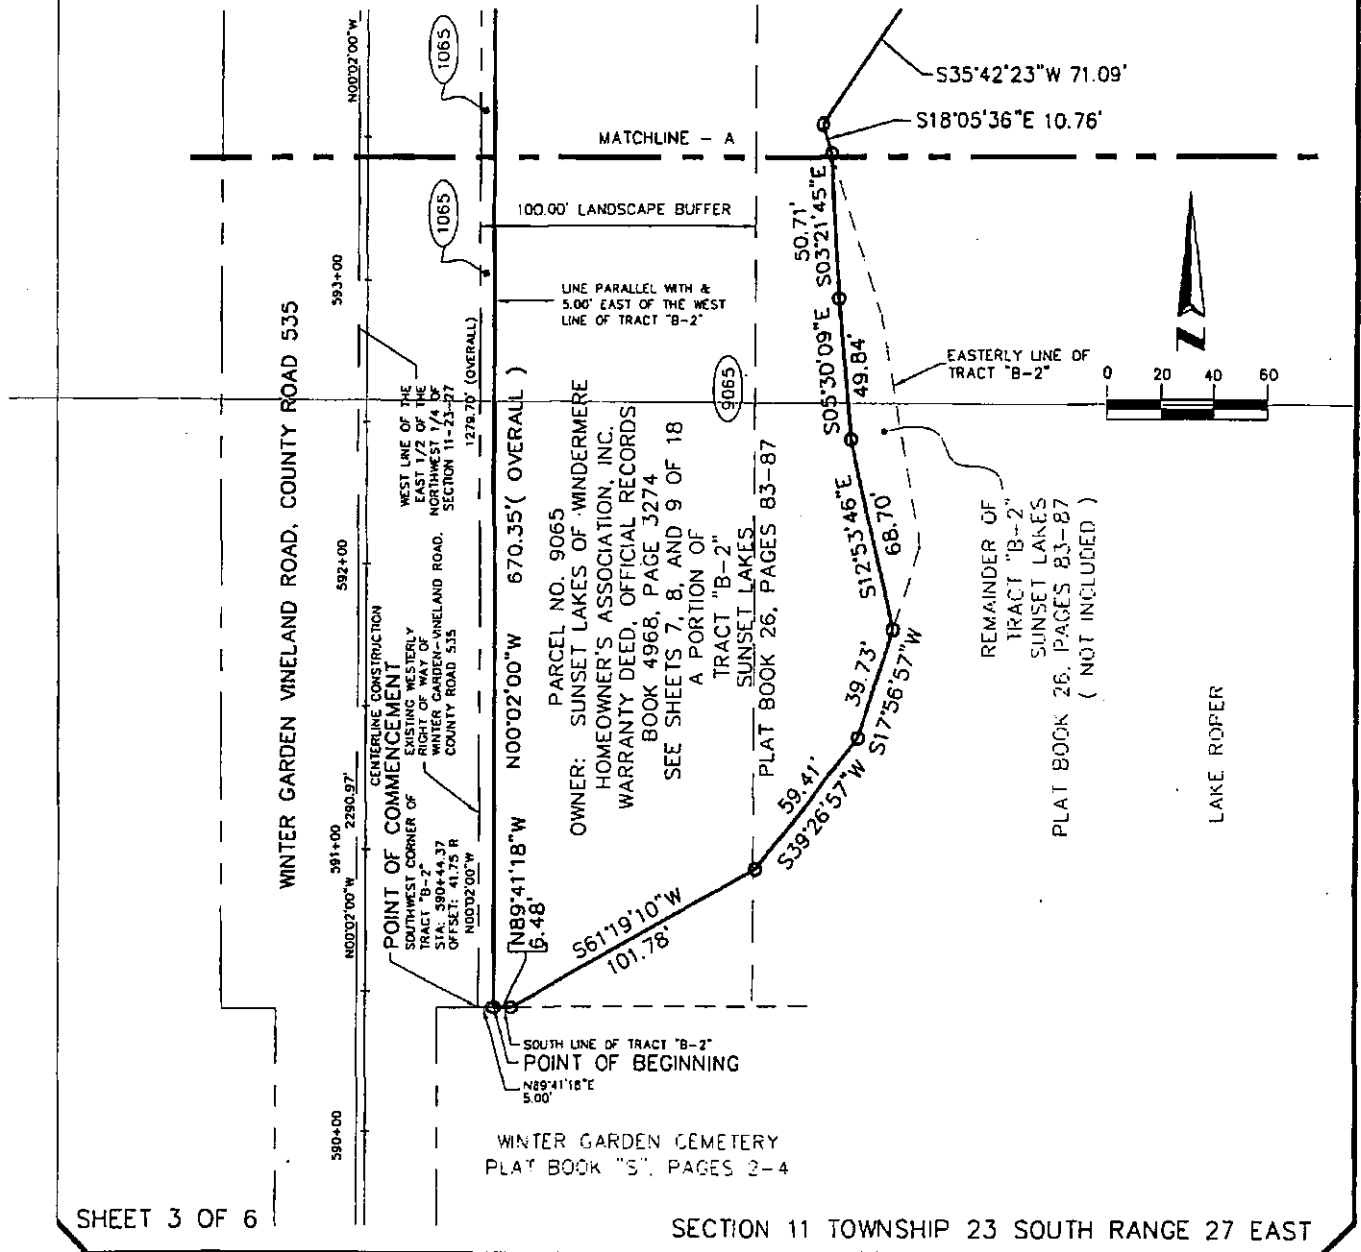 N00°02'00"W
1065
S35°42'23"W 71.09'
S18°05'36"E 10.76'
MATCHLINE - A
1065
100.00' LANDSCAPE BUFFER
50.71'
S03°21'45"E
593+00
LINE PARALLEL WITH &
5.00' EAST OF THE WEST
LINE OF TRACT "B-2"
WINTER GARDEN VINELAND ROAD, COUNTY ROAD 535
1279.70' (OVERALL)
WEST LINE OF THE
EAST 1/2 OF THE
NORTHWEST 1/4 OF
SECTION 11-23-27
N00°02'00"W 670.35'( OVERALL )
9065
S05°30'09"E
49.84'
EASTERLY LINE OF
TRACT "B-2"
0 20 40 60
N
592+00
PARCEL NO. 9065
OWNER: SUNSET LAKES OF WINDERMERE
HOMEOWNER'S ASSOCIATION, INC.
WARRANTY DEED, OFFICIAL RECORDS
BOOK 4968, PAGE 3274
SEE SHEETS 7, 8, AND 9 OF 18
A PORTION OF
TRACT "B-2"
SUNSET LAKES
PLAT BOOK 26, PAGES 83-87
S12°53'46"E
68.70'
REMAINDER OF
TRACT "B-2"
SUNSET LAKES
PLAT BOOK 26, PAGES 83-87
( NOT INCLUDED )
CENTERLINE CONSTRUCTION
EXISTING WESTERLY
RIGHT OF WAY OF
WINTER GARDEN-VINELAND ROAD,
COUNTY ROAD 535
39.73'
S17°56'57"W
LAKE ROPER
2290.97'
591+00
N00°02'00"W
POINT OF COMMENCEMENT
SOUTHWEST CORNER OF
TRACT "B-2"
STA: 590+44.37
OFFSET: 41.75 R
N00°02'00"W
59.41'
S39°26'57"W
N89°41'18"W
6.48'
S61°19'10"W
101.78'
SOUTH LINE OF TRACT "B-2"
POINT OF BEGINNING
N89°41'18"E
5.00'
590+00
WINTER GARDEN CEMETERY
PLAT BOOK "S", PAGES 2-4
SHEET 3 OF 6
SECTION 11 TOWNSHIP 23 SOUTH RANGE 27 EAST